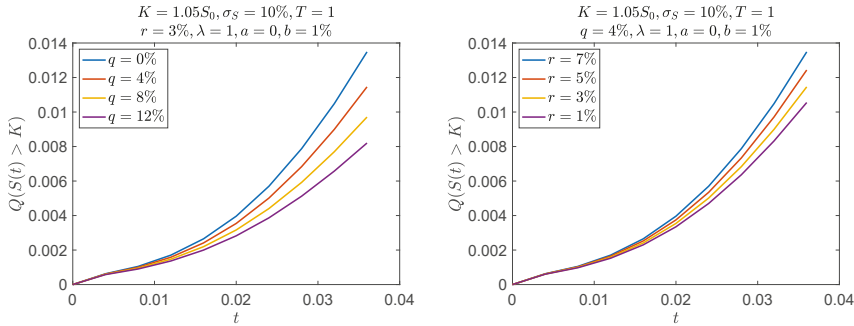 K = 1.05S₀, σ_S = 10%, T = 1
r = 3%, λ = 1, a = 0, b = 1%
0.014
0.012
0.01
0.008
0.006
0.004
0.002
0
Q(S(t) > K)
q = 0%
q = 4%
q = 8%
q = 12%
0
0.01
0.02
0.03
0.04
t
K = 1.05S₀, σ_S = 10%, T = 1
q = 4%, λ = 1, a = 0, b = 1%
0.014
0.012
0.01
0.008
0.006
0.004
0.002
0
Q(S(t) > K)
r = 7%
r = 5%
r = 3%
r = 1%
0
0.01
0.02
0.03
0.04
t